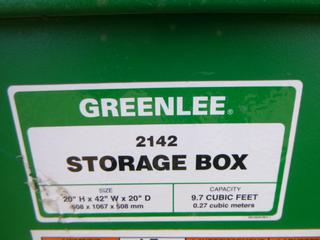 GREENLEE®
2142
STORAGE BOX
SIZE
20" H x 42" W x 20" D
508 x 1067 x 508 mm
CAPACITY
9.7 CUBIC FEET
0.27 cubic meters